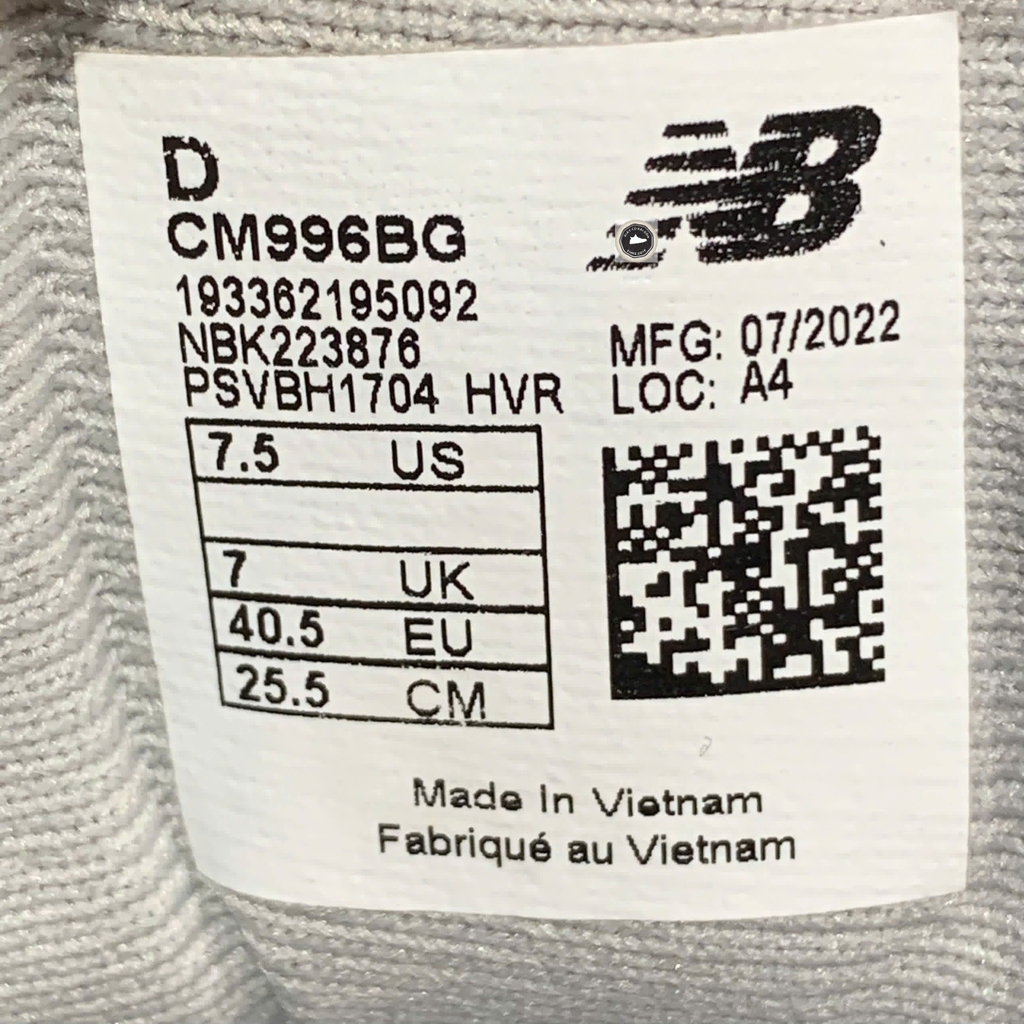 D
CM996BG
193362195092
NBK223876
PSVBH1704 HVR
NB
MFG: 07/2022
LOC: A4
7.5 US
7 UK
40.5 EU
25.5 CM
Made In Vietnam
Fabriqué au Vietnam